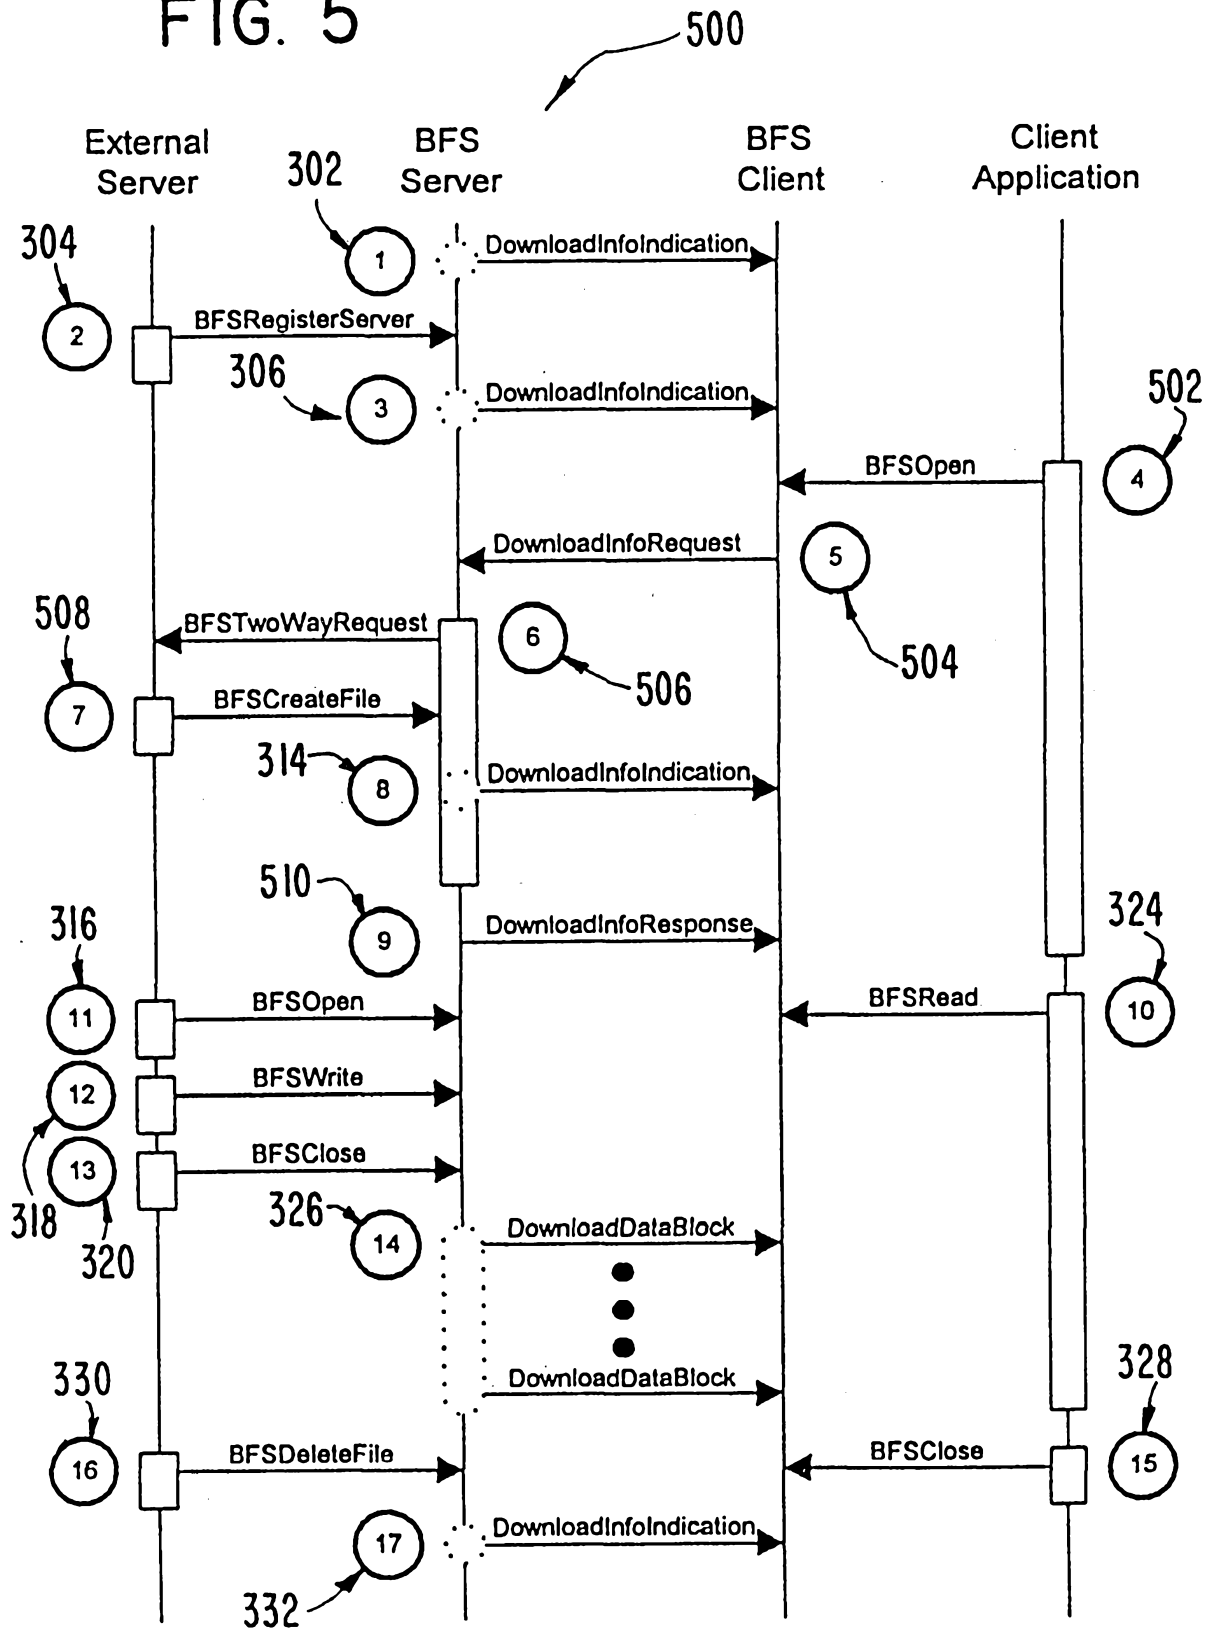 FIG. 5
500
External
Server
BFS
Server
BFS
Client
Client
Application
302
1
DownloadInfoIndication
304
2
BFSRegisterServer
306
3
DownloadInfoIndication
502
BFSOpen
4
DownloadInfoRequest
5
504
508
BFSTwoWayRequest
6
506
7
BFSCreateFile
314
8
DownloadInfoIndication
510
9
DownloadInfoResponse
324
316
BFSRead
10
11
BFSOpen
12
BFSWrite
318
13
BFSClose
320
326
14
DownloadDataBlock
DownloadDataBlock
330
328
16
BFSDeleteFile
BFSClose
15
17
DownloadInfoIndication
332